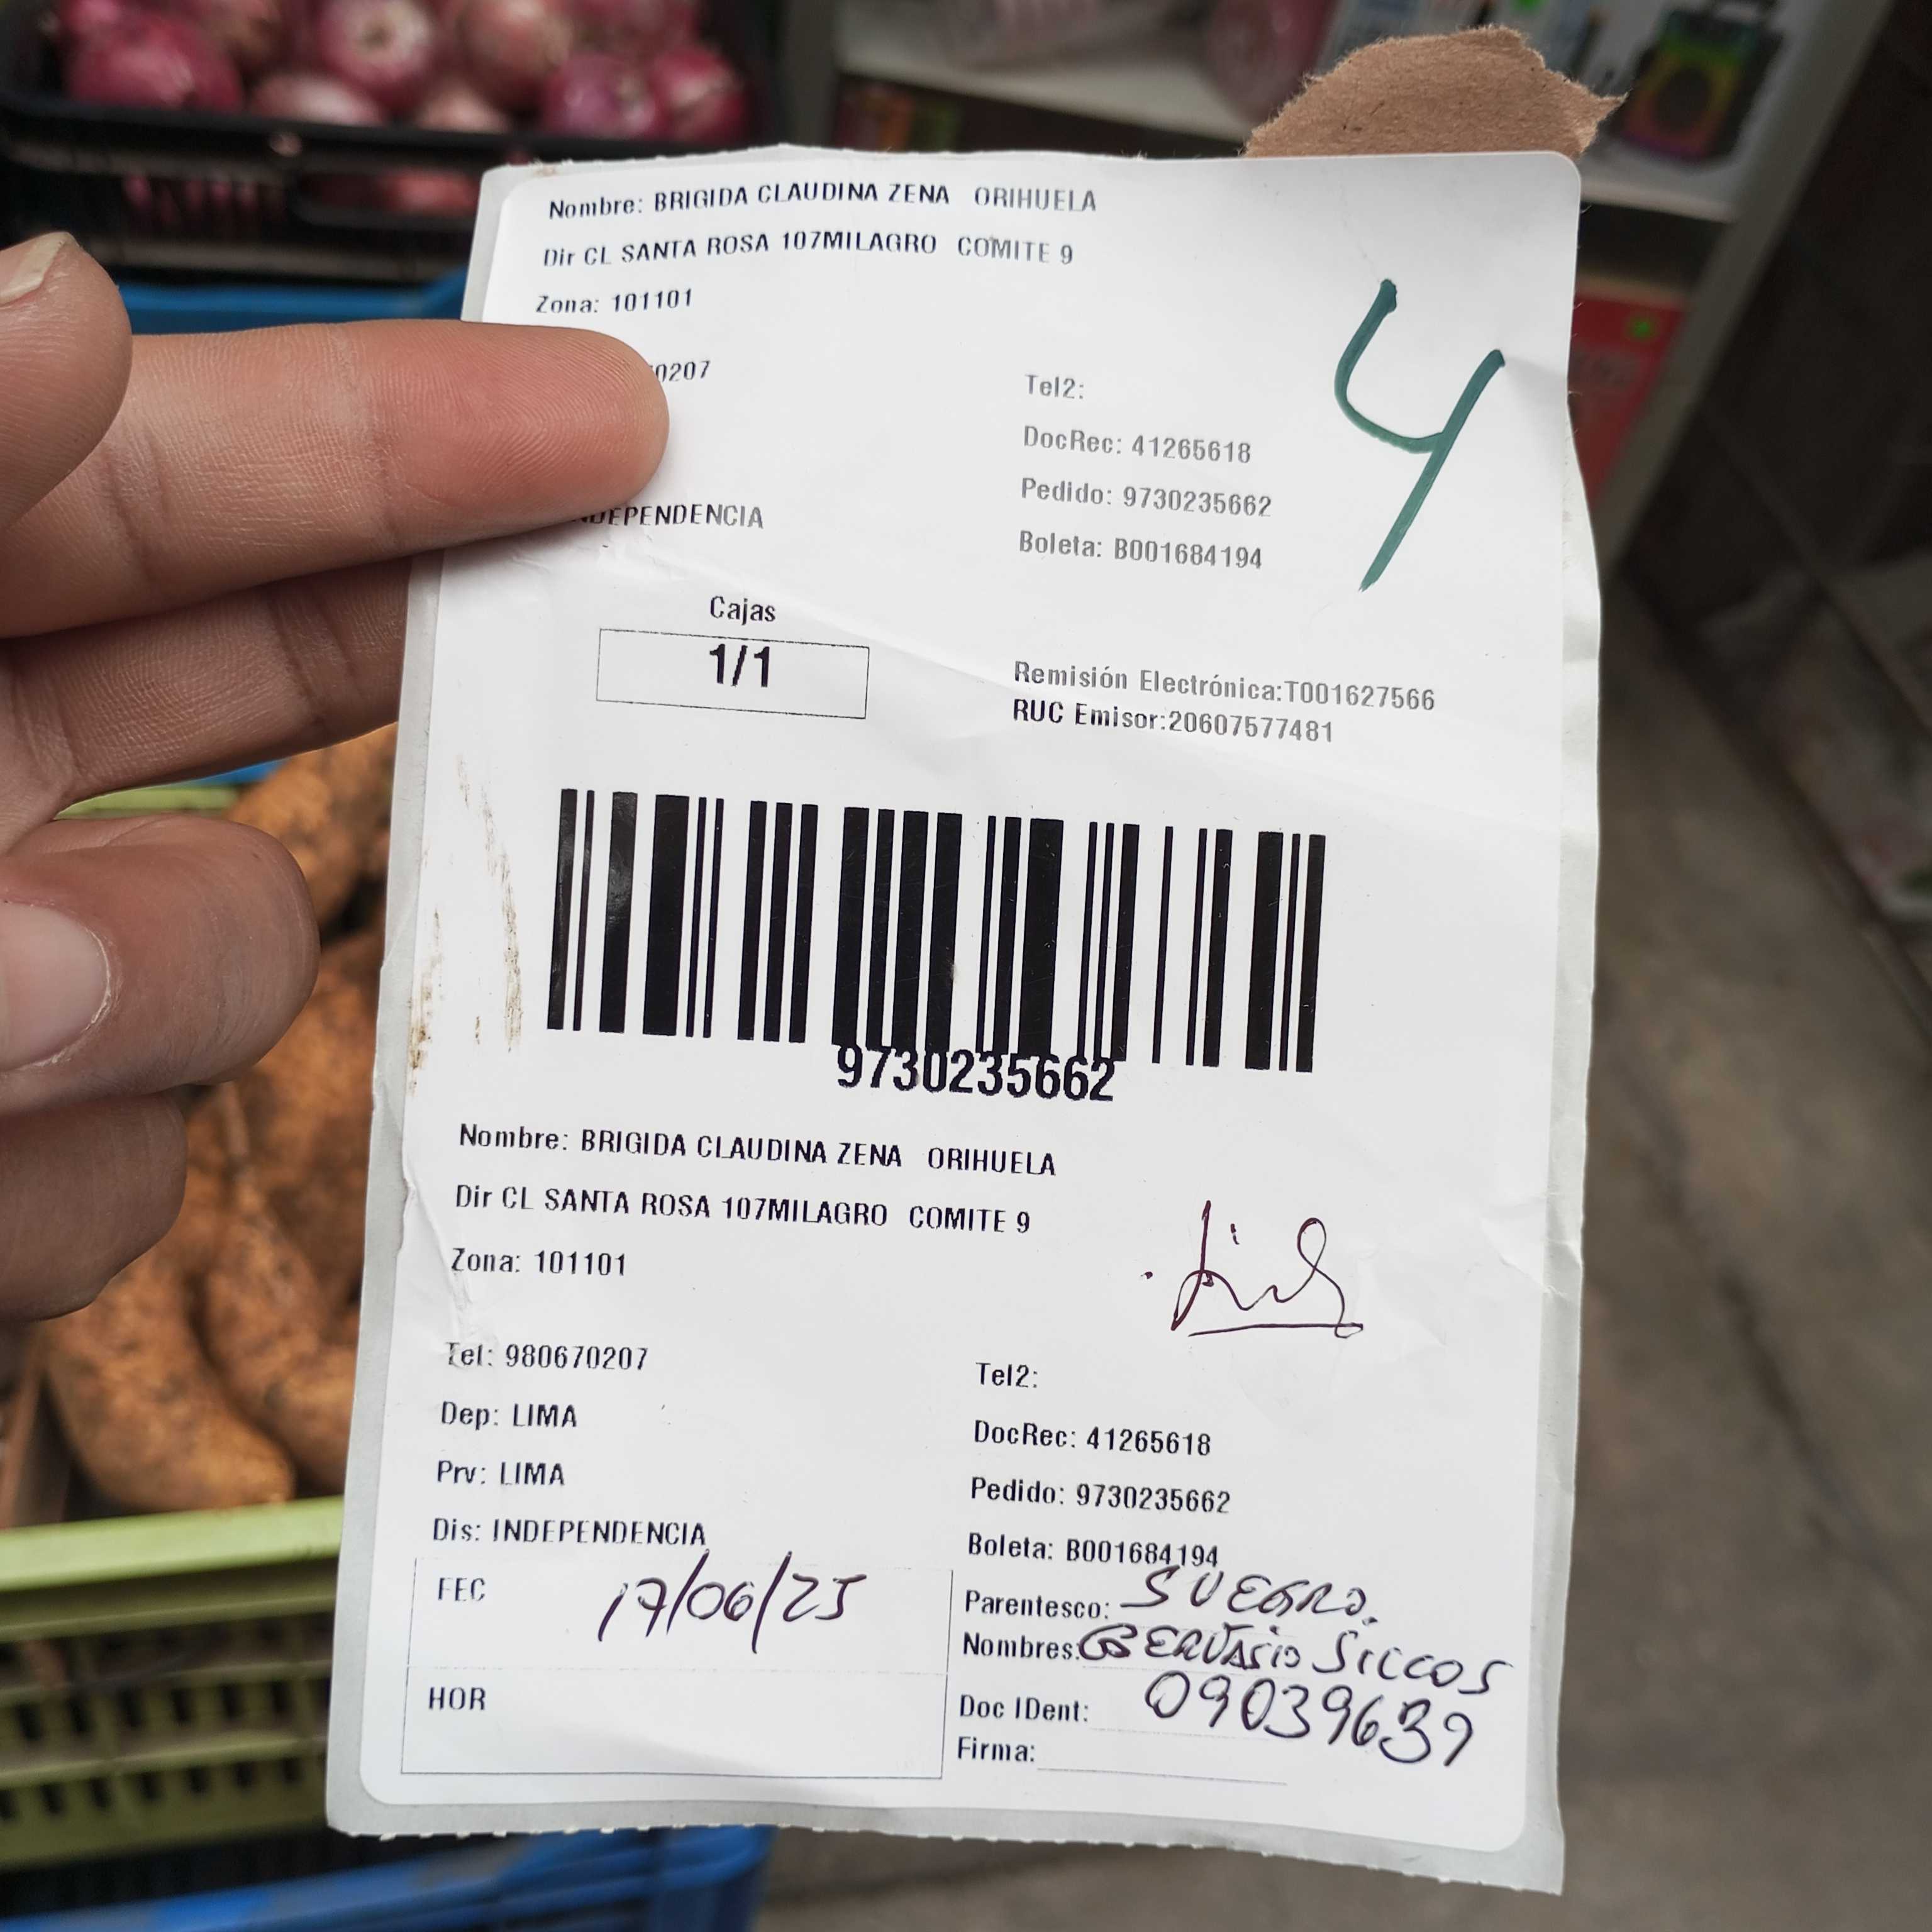 Nombre: BRIGIDA CLAUDINA ZENA ORIHUELA
Dir CL SANTA ROSA 107MILAGRO COMITE 9
Zona: 101101
0207
Tel2:
DocRec: 41265618
Pedido: 9730235662
Boleta: B001684194
4
INDEPENDENCIA
Cajas
1/1
Remisión Electrónica:T001627566
RUC Emisor:20607577481
9730235662
Nombre: BRIGIDA CLAUDINA ZENA ORIHUELA
Dir CL SANTA ROSA 107MILAGRO COMITE 9
Zona: 101101
Tel: 980670207
Dep: LIMA
Prv: LIMA
Dis: INDEPENDENCIA
Tel2:
DocRec: 41265618
Pedido: 9730235662
Boleta: B001684194
FEC 17/06/25
HOR
Parentesco: SUEGRO.
Nombres: GERVASIO SICCOS
Doc IDent: 09039639
Firma: